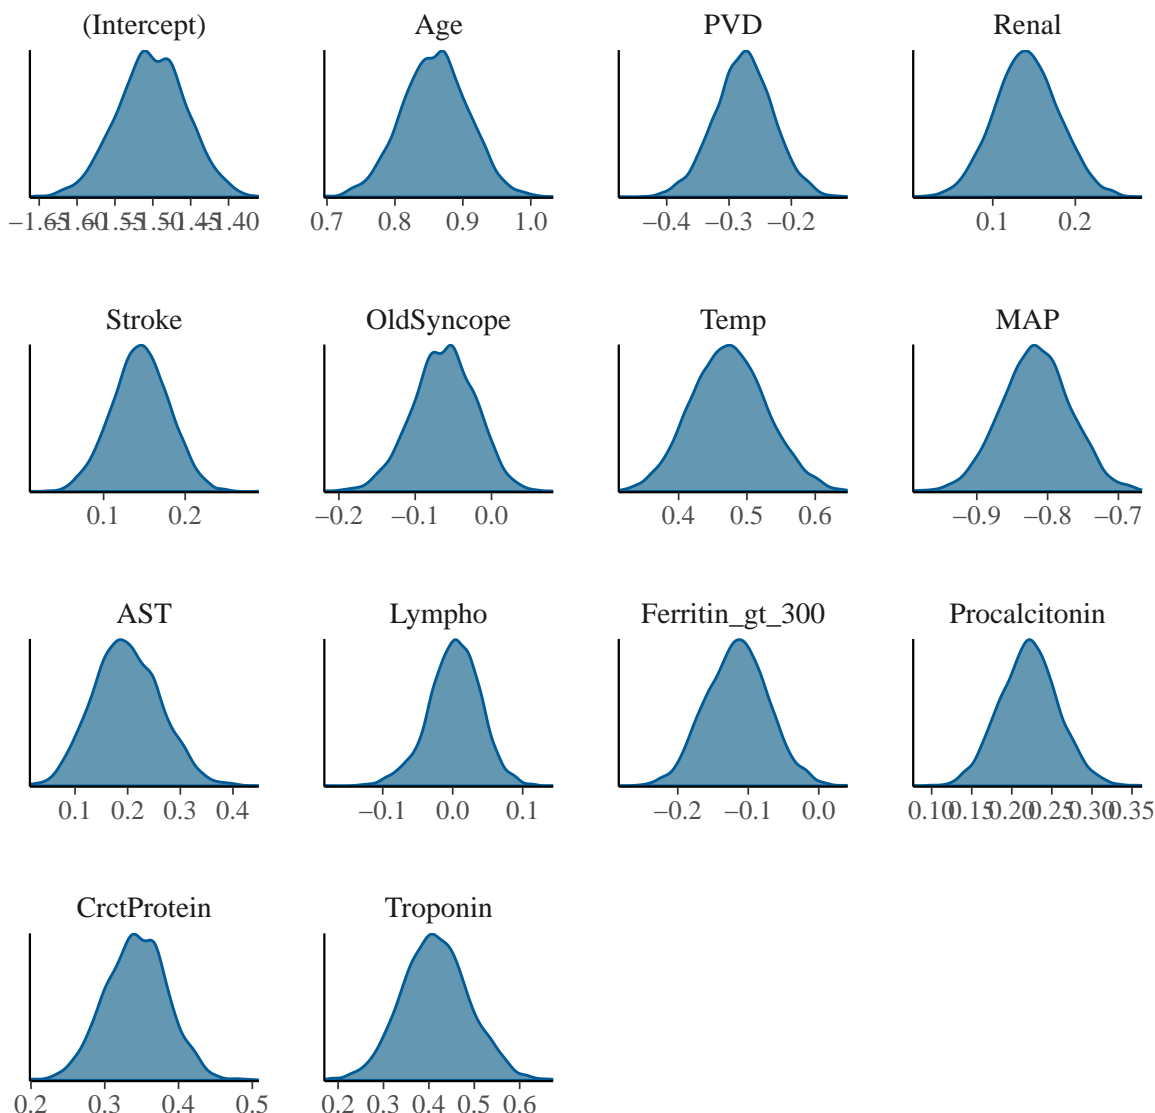 (Intercept) Age PVD Renal
−1.65 −1.60 −1.55 −1.50 −1.45 −1.40 0.7 0.8 0.9 1.0 −0.4 −0.3 −0.2 0.1 0.2
Stroke OldSyncope Temp MAP
0.1 0.2 −0.2 −0.1 0.0 0.4 0.5 0.6 −0.9 −0.8 −0.7
AST Lympho Ferritin_gt_300 Procalcitonin
0.1 0.2 0.3 0.4 −0.1 0.0 0.1 −0.2 −0.1 0.0 0.10 0.15 0.20 0.25 0.30 0.35
CrctProtein Troponin
0.2 0.3 0.4 0.5 0.2 0.3 0.4 0.5 0.6